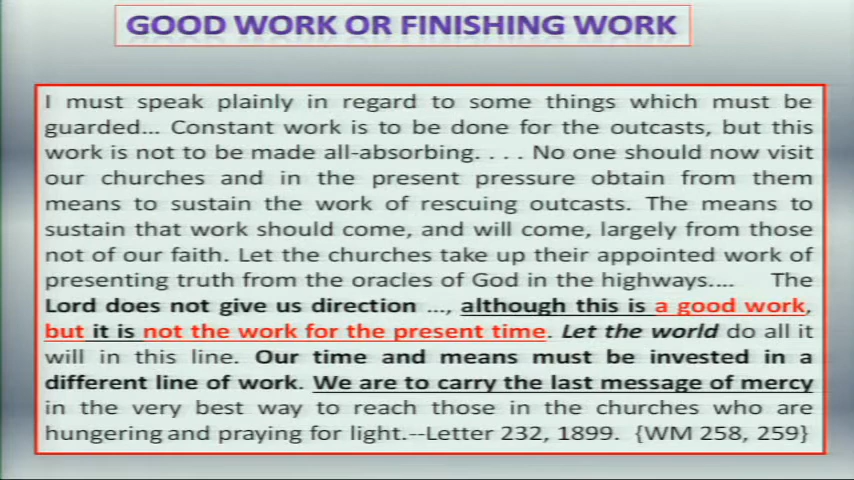 GOOD WORK OR FINISHING WORK
I must speak plainly in regard to some things which must be
guarded... Constant work is to be done for the outcasts, but this
work is not to be made all-absorbing. . . . No one should now visit
our churches and in the present pressure obtain from them
means to sustain the work of rescuing outcasts. The means to
sustain that work should come, and will come, largely from those
not of our faith. Let the churches take up their appointed work of
presenting truth from the oracles of God in the highways.... The
Lord does not give us direction ..., although this is a good work,
but it is not the work for the present time. Let the world do all it
will in this line. Our time and means must be invested in a
different line of work. We are to carry the last message of mercy
in the very best way to reach those in the churches who are
hungering and praying for light.--Letter 232, 1899. {WM 258, 259}